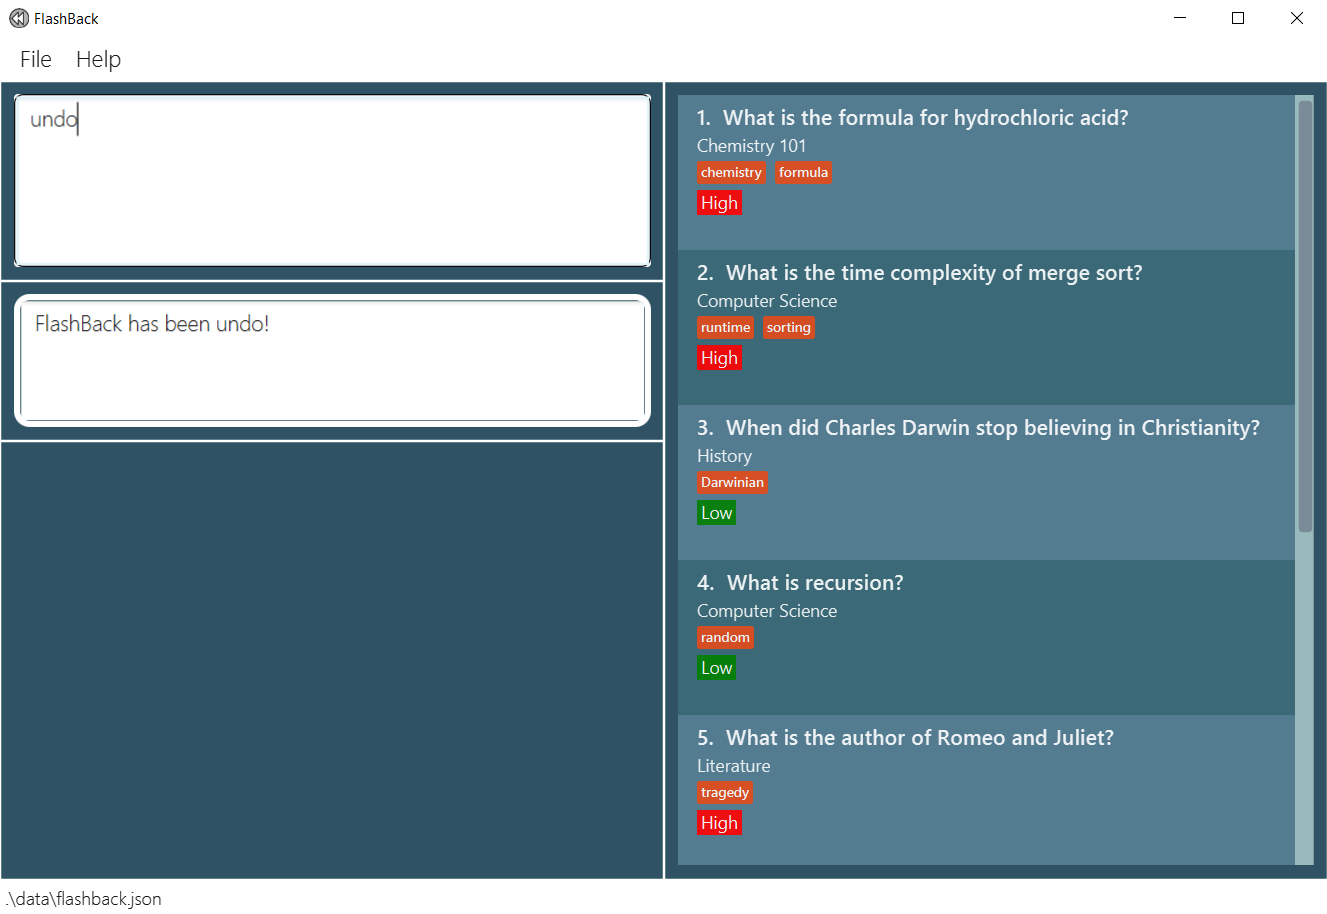 FlashBack
File Help
undo
FlashBack has been undo!
1. What is the formula for hydrochloric acid?
Chemistry 101
chemistry formula
High
2. What is the time complexity of merge sort?
Computer Science
runtime sorting
High
3. When did Charles Darwin stop believing in Christianity?
History
Darwinian
Low
4. What is recursion?
Computer Science
random
Low
5. What is the author of Romeo and Juliet?
Literature
tragedy
High
.\data\flashback.json